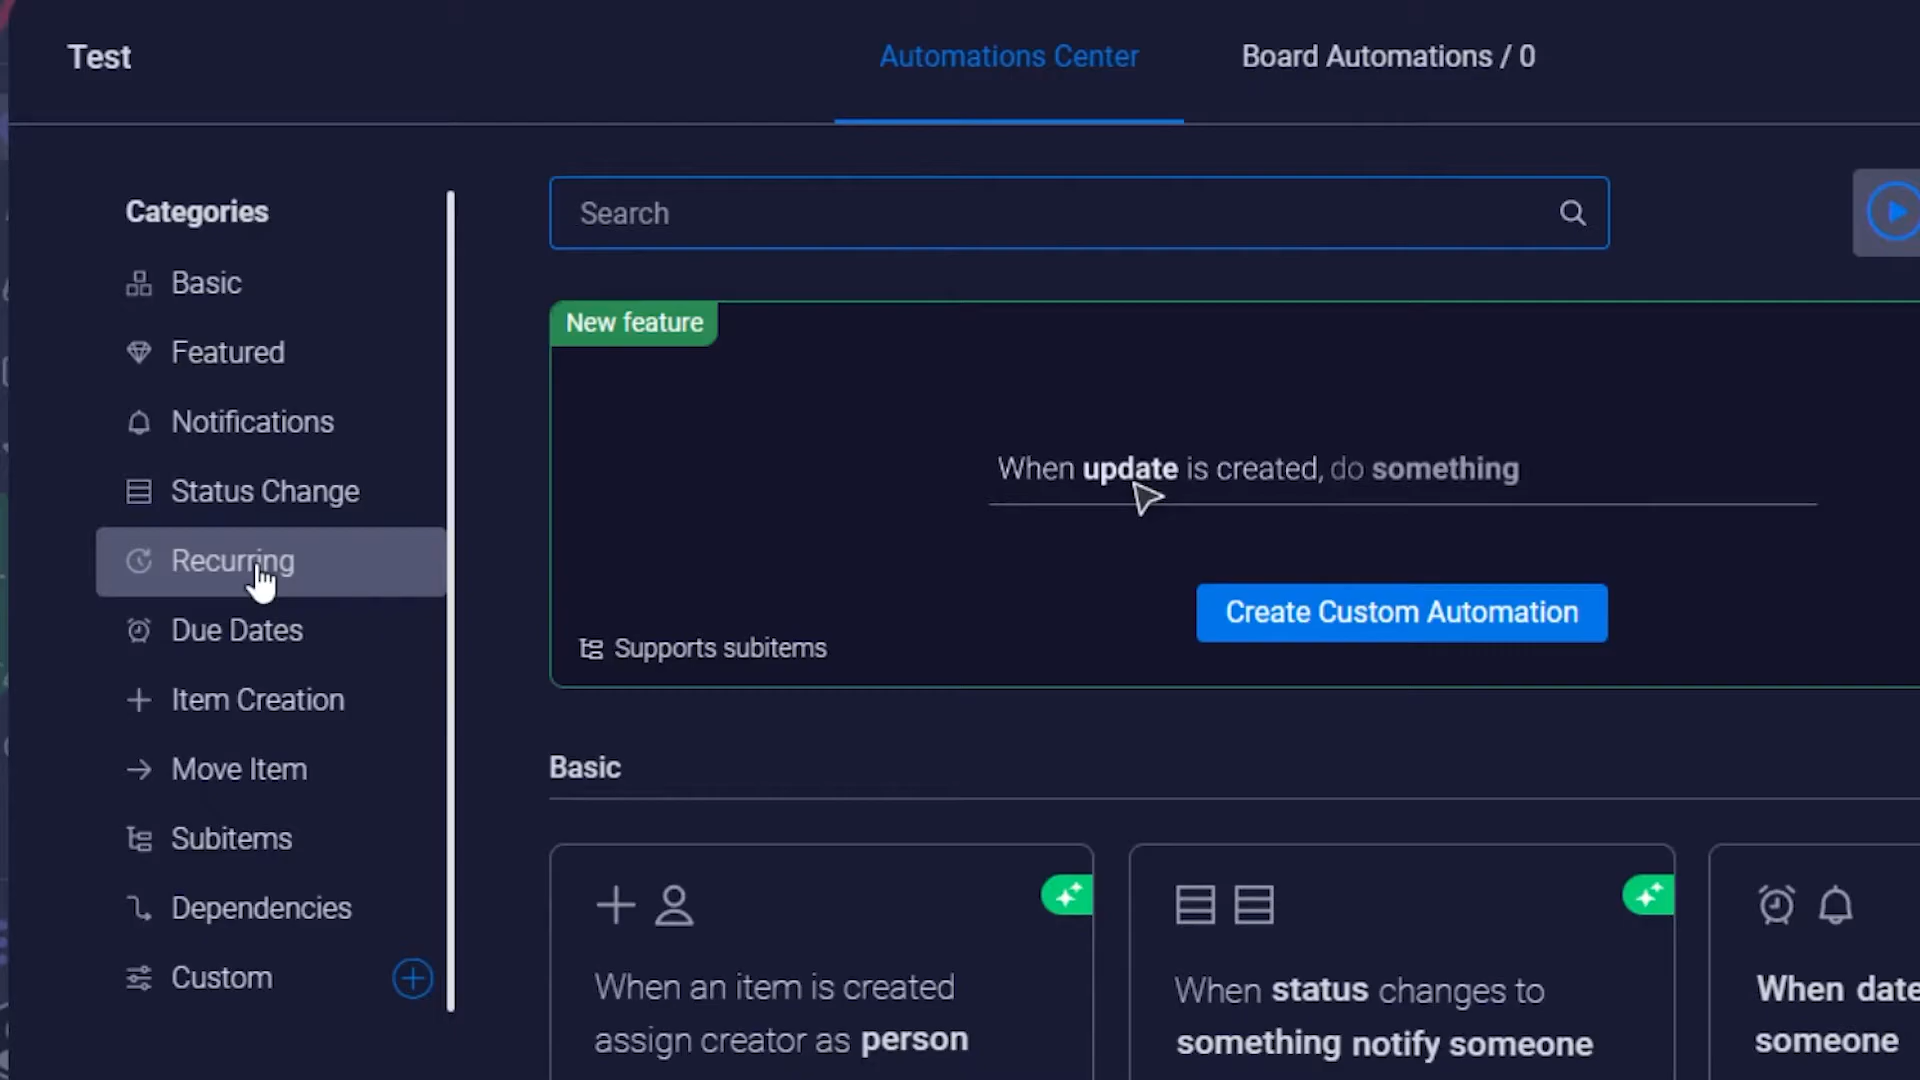 Test
Automations Center
Board Automations / 0
Categories
Basic
Featured
Notifications
Status Change
Recurring
Due Dates
Item Creation
Move Item
Subitems
Dependencies
Custom
Search
New feature
When update is created, do something
Create Custom Automation
Supports subitems
Basic
When an item is created
assign creator as person
When status changes to
something notify someone
When date
someone